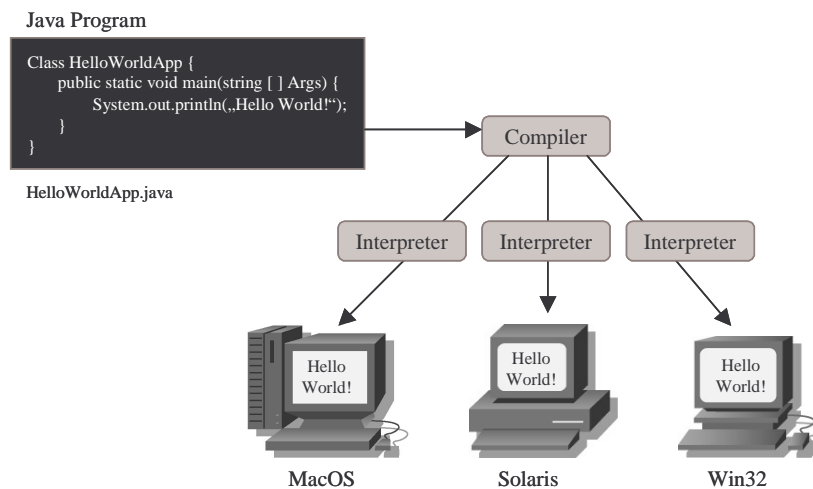 Java Program
Class HelloWorldApp {
public static void main(string [ ] Args) {
System.out.println(„Hello World!“);
}
}
HelloWorldApp.java
Compiler
Interpreter
Interpreter
Interpreter
Hello
World!
Hello
World!
Hello
World!
MacOS
Solaris
Win32